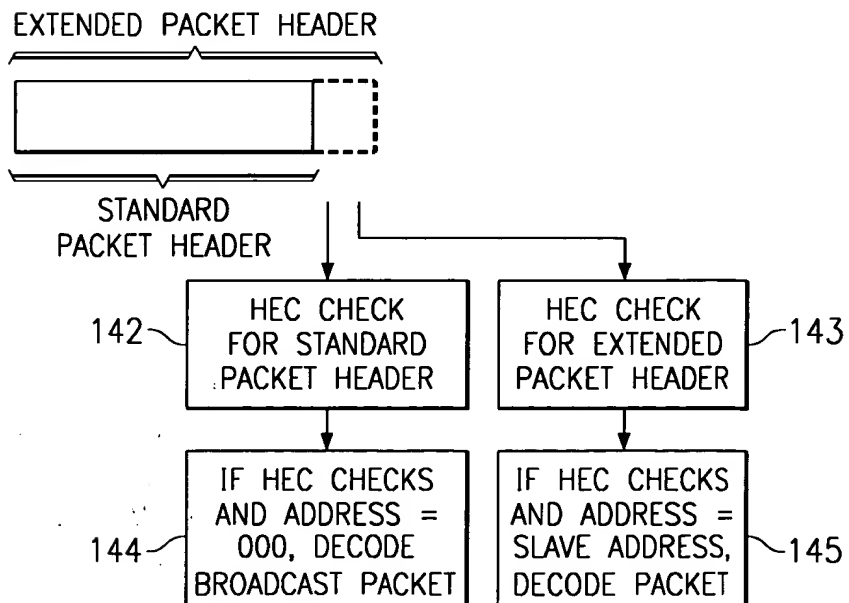 EXTENDED PACKET HEADER
STANDARD
PACKET HEADER
142
HEC CHECK
FOR STANDARD
PACKET HEADER
HEC CHECK
FOR EXTENDED
PACKET HEADER
143
144
IF HEC CHECKS
AND ADDRESS =
000, DECODE
BROADCAST PACKET
IF HEC CHECKS
AND ADDRESS =
SLAVE ADDRESS,
DECODE PACKET
145